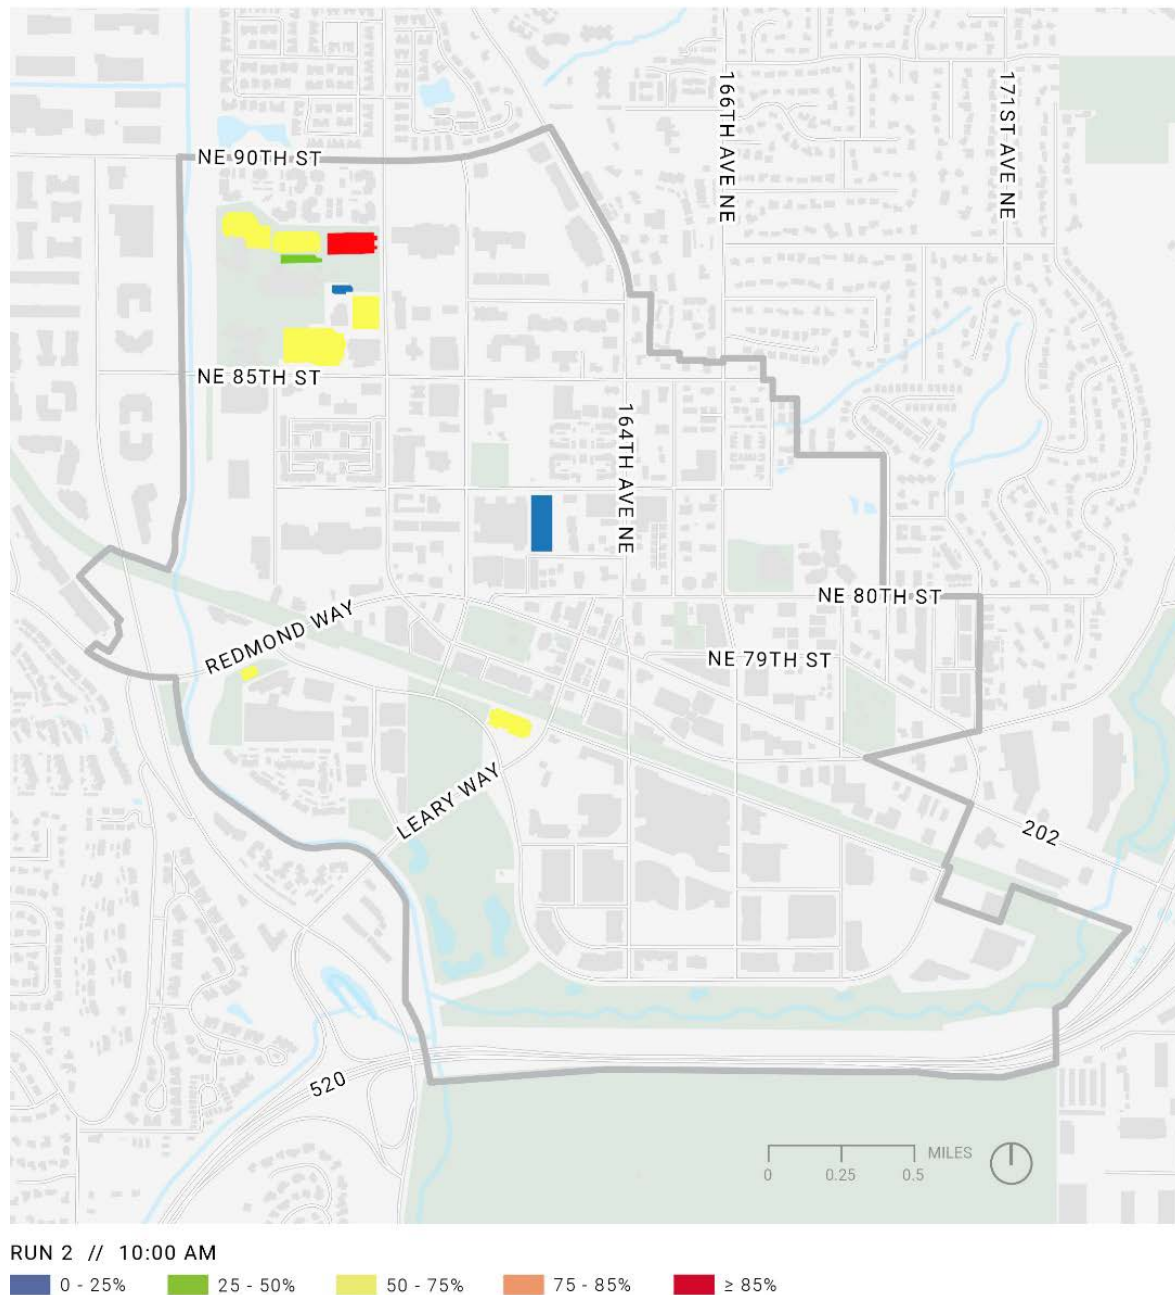 166TH AVE NE
171ST AVE NE
NE 90TH ST
NE 85TH ST
164TH AVE NE
NE 80TH ST
REDMOND WAY
NE 79TH ST
LEARY WAY
202
520
MILES
0 0.25 0.5
RUN 2 // 10:00 AM
0 - 25% 25 - 50% 50 - 75% 75 - 85% ≥ 85%